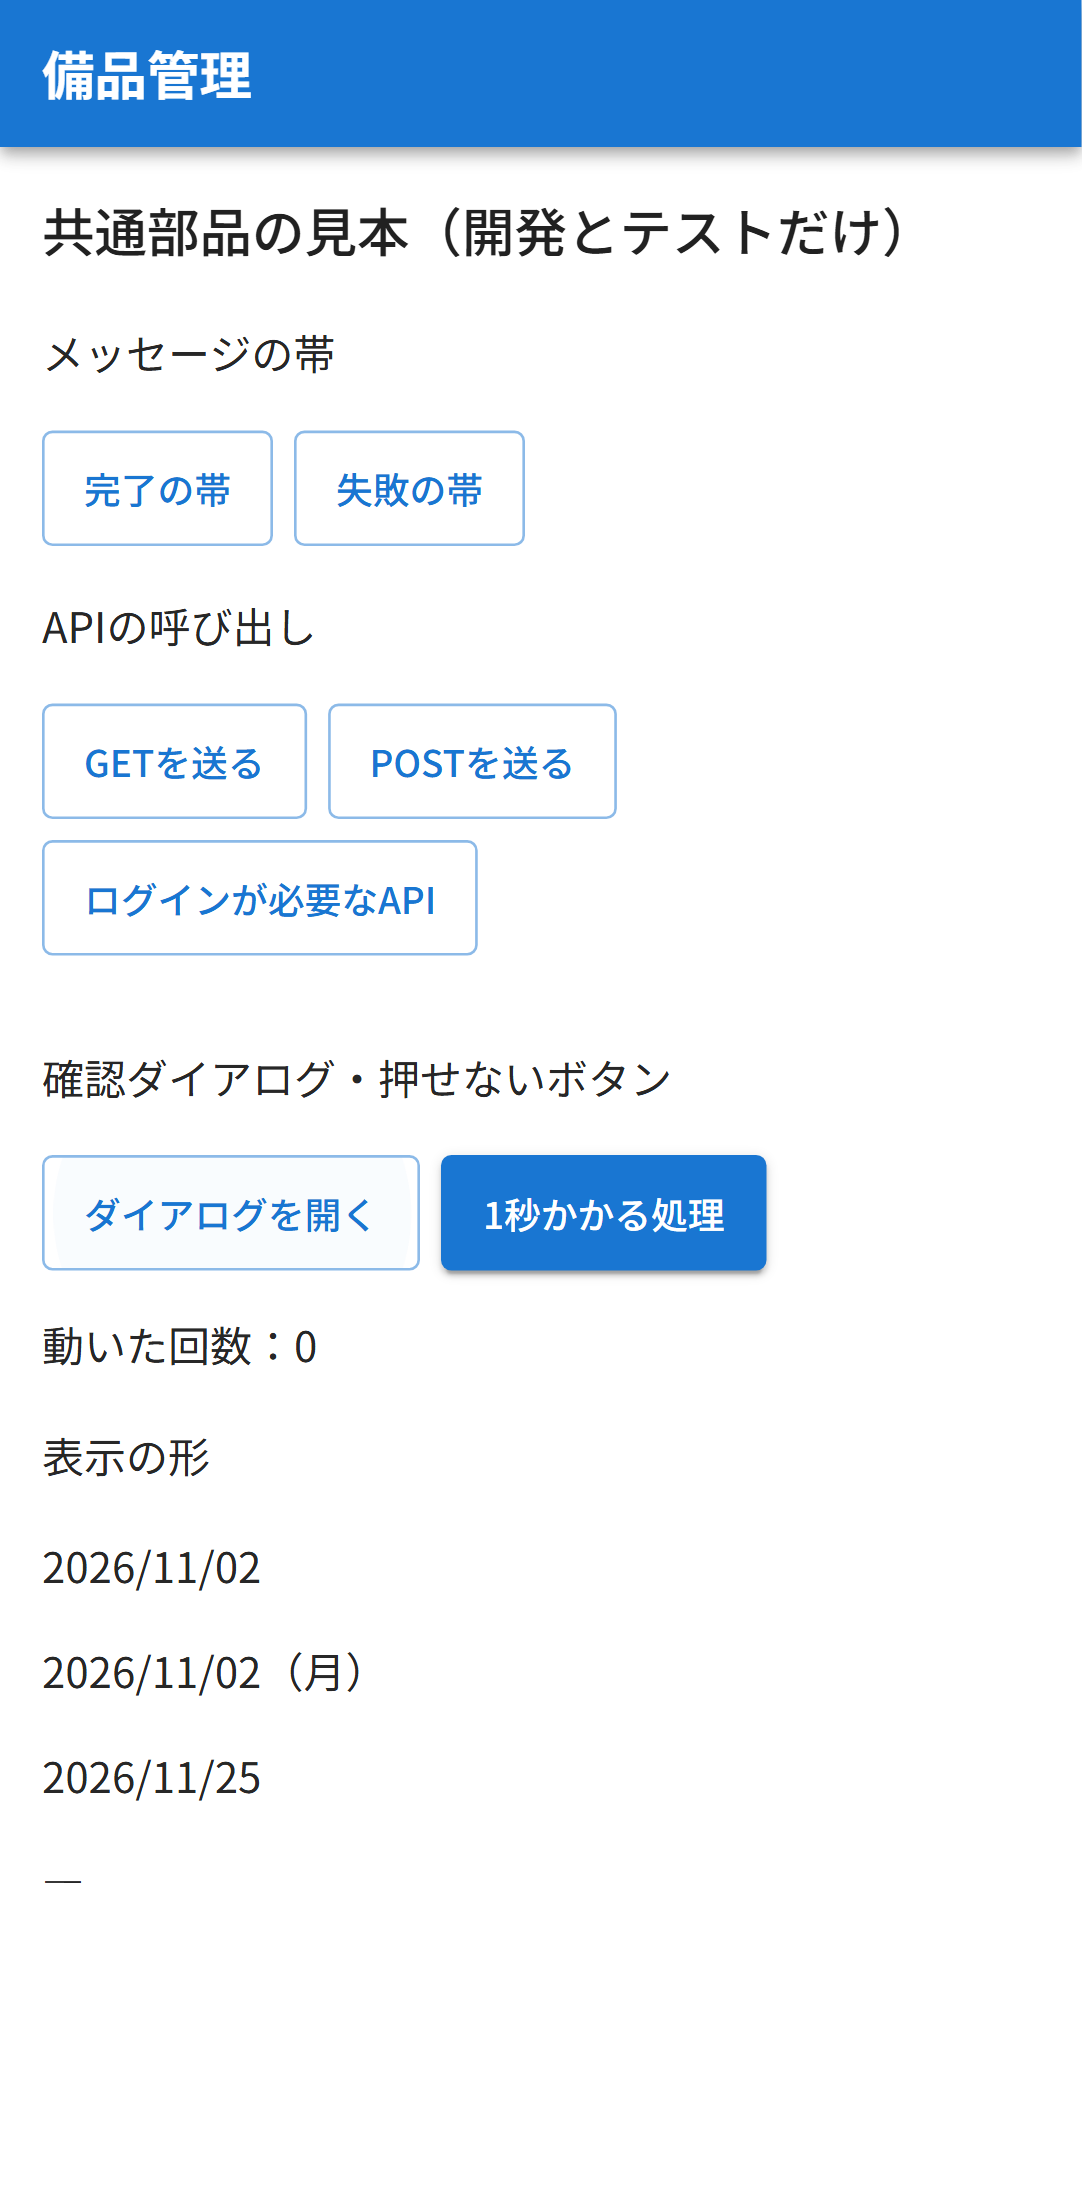 備品管理
共通部品の見本（開発とテストだけ）
メッセージの帯
完了の帯 失敗の帯
APIの呼び出し
GETを送る POSTを送る
ログインが必要なAPI
確認ダイアログ・押せないボタン
ダイアログを開く 1秒かかる処理
動いた回数：0
表示の形
2026/11/02
2026/11/02（月）
2026/11/25
—